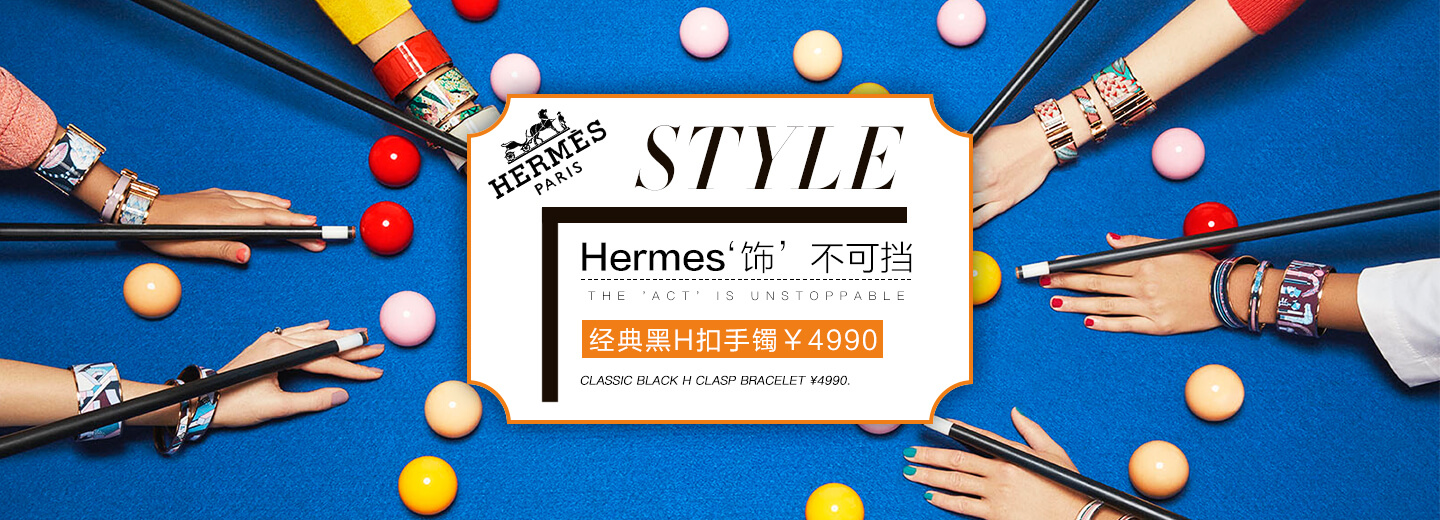 HERMÈS
PARIS
STYLE
Hermes‘饰’不可挡
THE 'ACT' IS UNSTOPPABLE
经典黑H扣手镯￥4990
CLASSIC BLACK H CLASP BRACELET ¥4990.